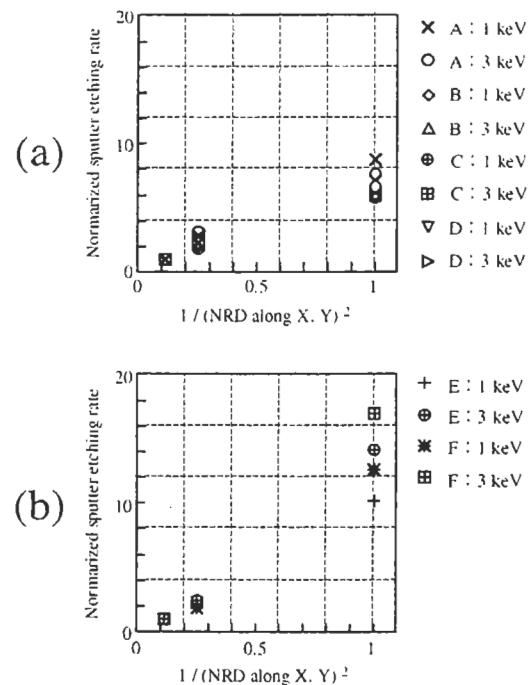 (a)
Normarized sputter etching rate
20
10
0
0 0.5 1
1 / (NRD along X, Y) 2
× A : 1 keV
○ A : 3 keV
◇ B : 1 keV
△ B : 3 keV
⊕ C : 1 keV
⊞ C : 3 keV
▽ D : 1 keV
▷ D : 3 keV
(b)
Normarized sputter etching rate
20
10
0
0 0.5 1
1 / (NRD along X, Y) 2
+ E : 1 keV
⊕ E : 3 keV
✳ F : 1 keV
⊞ F : 3 keV